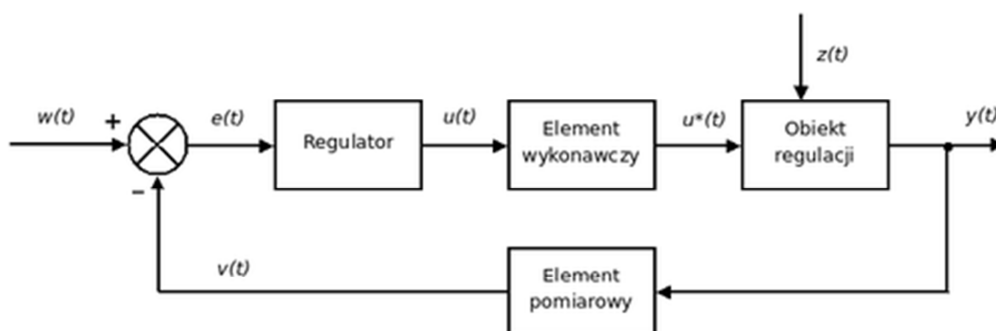 z(t)
w(t)
+
e(t)
Regulator
u(t)
Element
wykonawczy
u*(t)
Obiekt
regulacji
y(t)
−
v(t)
Element
pomiarowy